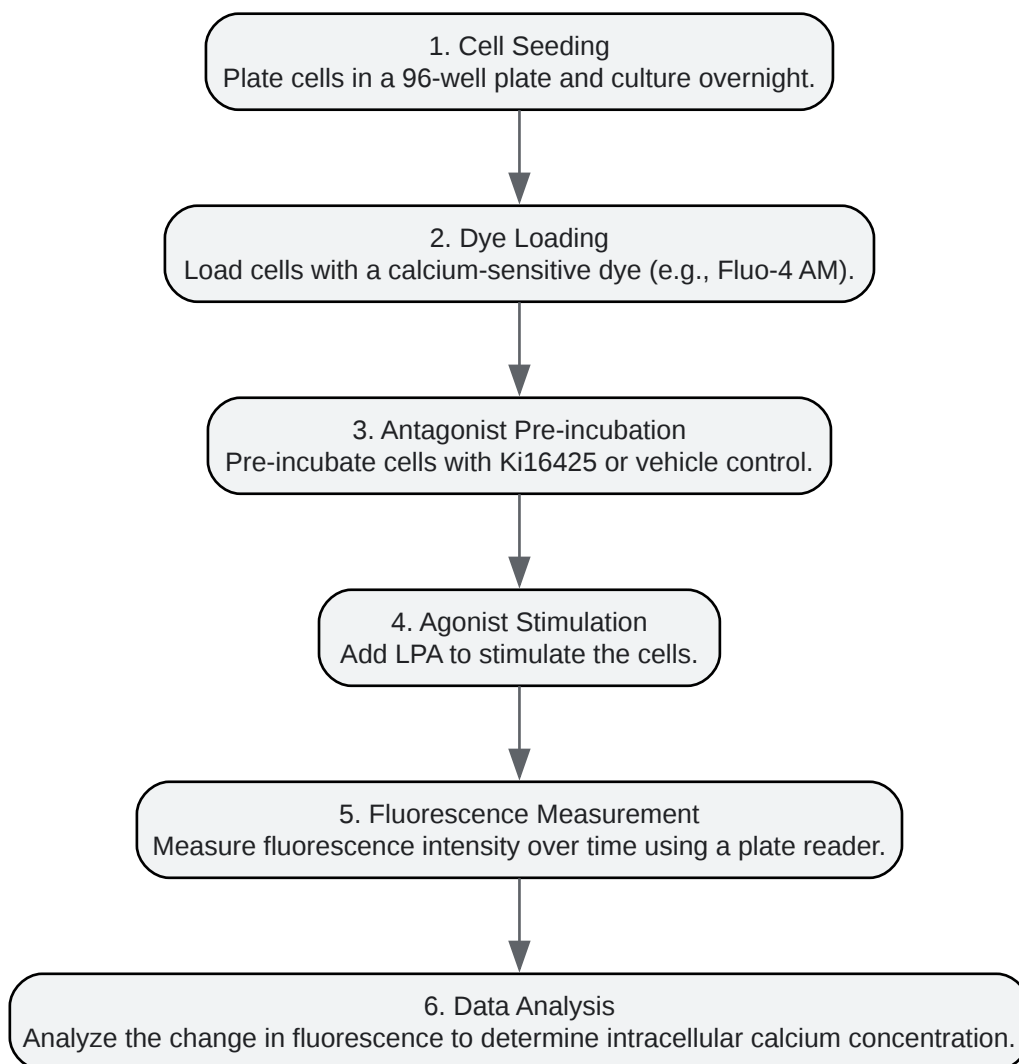 1. Cell Seeding
Plate cells in a 96-well plate and culture overnight.
2. Dye Loading
Load cells with a calcium-sensitive dye (e.g., Fluo-4 AM).
3. Antagonist Pre-incubation
Pre-incubate cells with Ki16425 or vehicle control.
4. Agonist Stimulation
Add LPA to stimulate the cells.
5. Fluorescence Measurement
Measure fluorescence intensity over time using a plate reader.
6. Data Analysis
Analyze the change in fluorescence to determine intracellular calcium concentration.